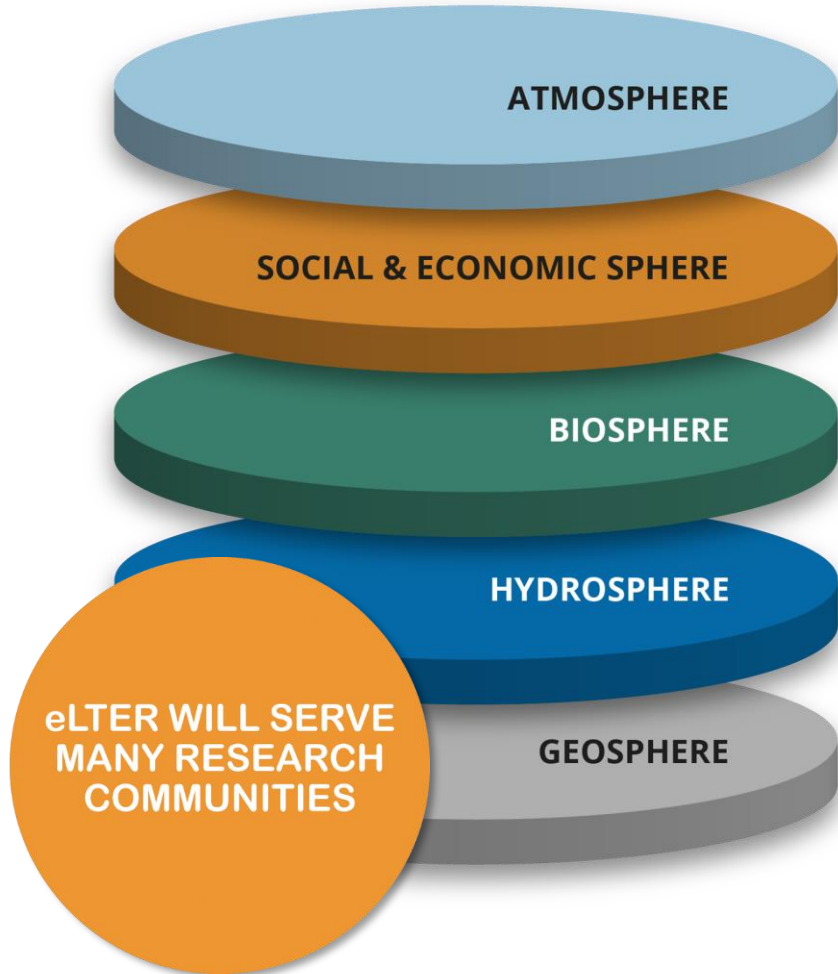 ATMOSPHERE
SOCIAL & ECONOMIC SPHERE
BIOSPHERE
HYDROSPHERE
GEOSPHERE
eLTER WILL SERVE
MANY RESEARCH
COMMUNITIES